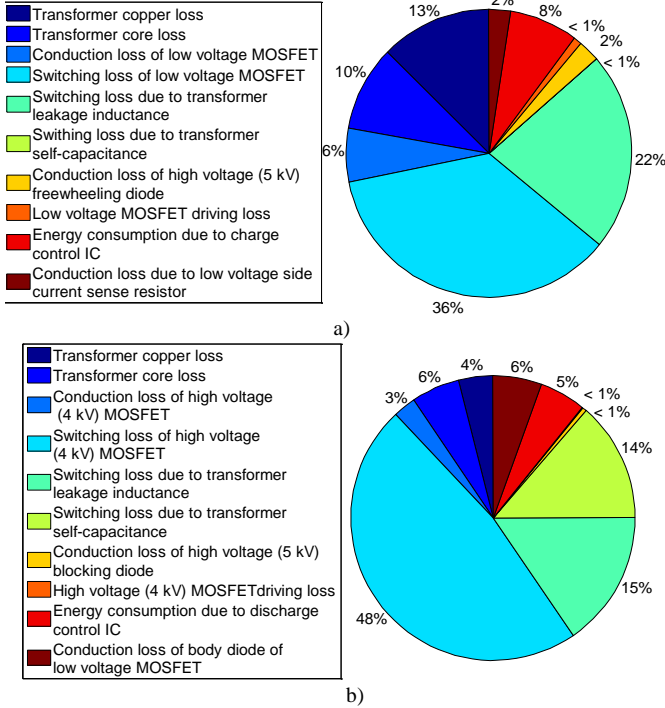 Transformer copper loss
Transformer core loss
Conduction loss of low voltage MOSFET
Switching loss of low voltage MOSFET
Switching loss due to transformer
leakage inductance
Swithing loss due to transformer
self-capacitance
Conduction loss of high voltage (5 kV)
freewheeling diode
Low voltage MOSFET driving loss
Energy consumption due to charge
control IC
Conduction loss due to low voltage side
current sense resistor
13%
2%
8%
< 1%
2%
< 1%
10%
6%
22%
36%
a)
Transformer copper loss
Transformer core loss
Conduction loss of high voltage
(4 kV) MOSFET
Switching loss of high voltage
(4 kV) MOSFET
Switching loss due to transformer
leakage inductance
Switching loss due to transformer
self-capacitance
Conduction loss of high voltage (5 kV)
blocking diode
High voltage (4 kV) MOSFETdriving loss
Energy consumption due to discharge
control IC
Conduction loss of body diode of
low voltage MOSFET
4%
6%
6%
5%
3%
< 1%
< 1%
14%
15%
48%
b)